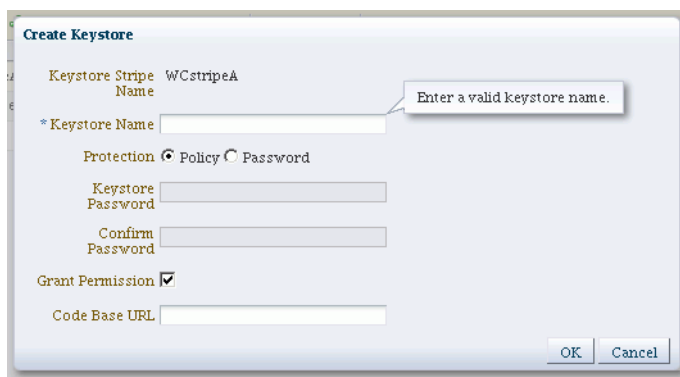 Create Keystore
Keystore Stripe WCstripeA
Name
Enter a valid keystore name.
* Keystore Name
Protection Policy Password
Keystore
Password
Confirm
Password
Grant Permission
Code Base URL
OK Cancel